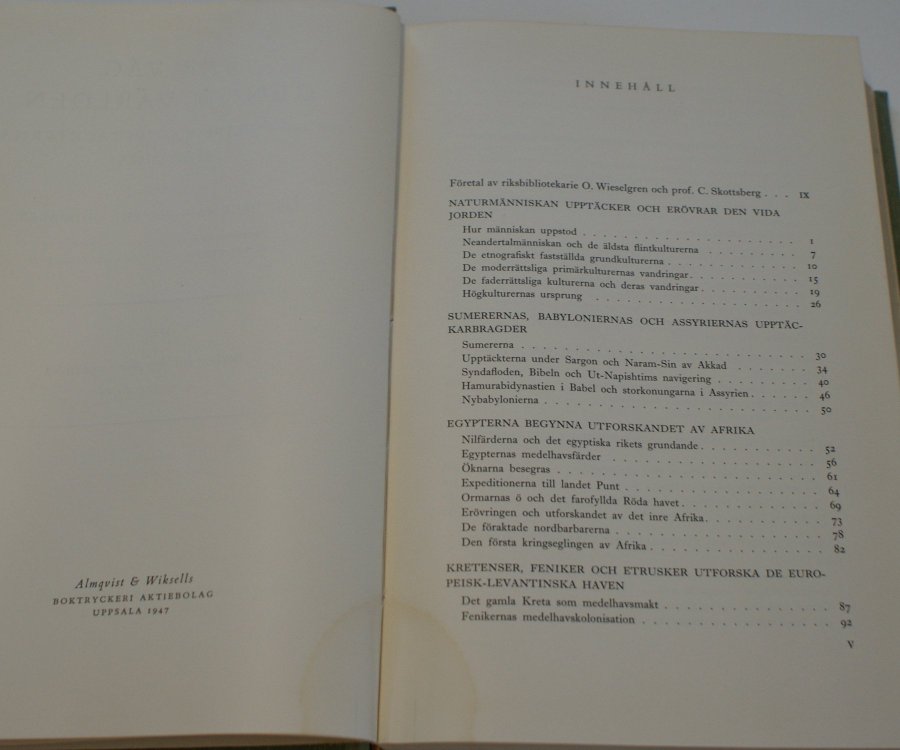 Almqvist & Wiksells
BOKTRYCKERI AKTIEBOLAG
UPPSALA 1947
INNEHÅLL
Företal av riksbibliotekarie O. Wieselgren och prof. C. Skottsberg . . . IX
NATURMÄNNISKAN UPPTÄCKER OCH ERÖVRAR DEN VIDA
JORDEN
Hur människan uppstod . . . . . . . . . . . . . . . . . 1
Neandertalmänniskan och de äldsta flintkulturerna . . . . . . . . . 7
De etnografiskt fastställda grundkulturerna . . . . . . . . . . . 10
De moderrättsliga primärkulturernas vandringar . . . . . . . . . 15
De faderrättsliga kulturerna och deras vandringar . . . . . . . . . 19
Högkulturernas ursprung . . . . . . . . . . . . . . . . . 26
SUMERERNAS, BABYLONIERNAS OCH ASSYRIERNAS UPPTÄC-
KARBRAGDER
Sumererna . . . . . . . . . . . . . . . . . . . . . . . 30
Upptäckterna under Sargon och Naram-Sin av Akkad . . . . . . . 34
Syndafloden, Bibeln och Ut-Napishtims navigering . . . . . . . . . 40
Hamurabidynastien i Babel och storkonungarna i Assyrien . . . . . . 46
Nybabylonierna . . . . . . . . . . . . . . . . . . . . . 50
EGYPTERNA BEGYNNA UTFORSKANDET AV AFRIKA
Nilfärderna och det egyptiska rikets grundande . . . . . . . . . . 52
Egypternas medelhavsfärder . . . . . . . . . . . . . . . . 56
Öknarna besegras . . . . . . . . . . . . . . . . . . . . 61
Expeditionerna till landet Punt . . . . . . . . . . . . . . . 64
Ormarnas ö och det farofyllda Röda havet . . . . . . . . . . . 69
Erövringen och utforskandet av det inre Afrika . . . . . . . . . . 73
De föraktade nordbarbarerna . . . . . . . . . . . . . . . . 78
Den första kringseglingen av Afrika . . . . . . . . . . . . . 82
KRETENSER, FENIKER OCH ETRUSKER UTFORSKA DE EURO-
PEISK-LEVANTINSKA HAVEN
Det gamla Kreta som medelhavsmakt . . . . . . . . . . . . . 87
Fenikernas medelhavskolonisation . . . . . . . . . . . . . . 92
V